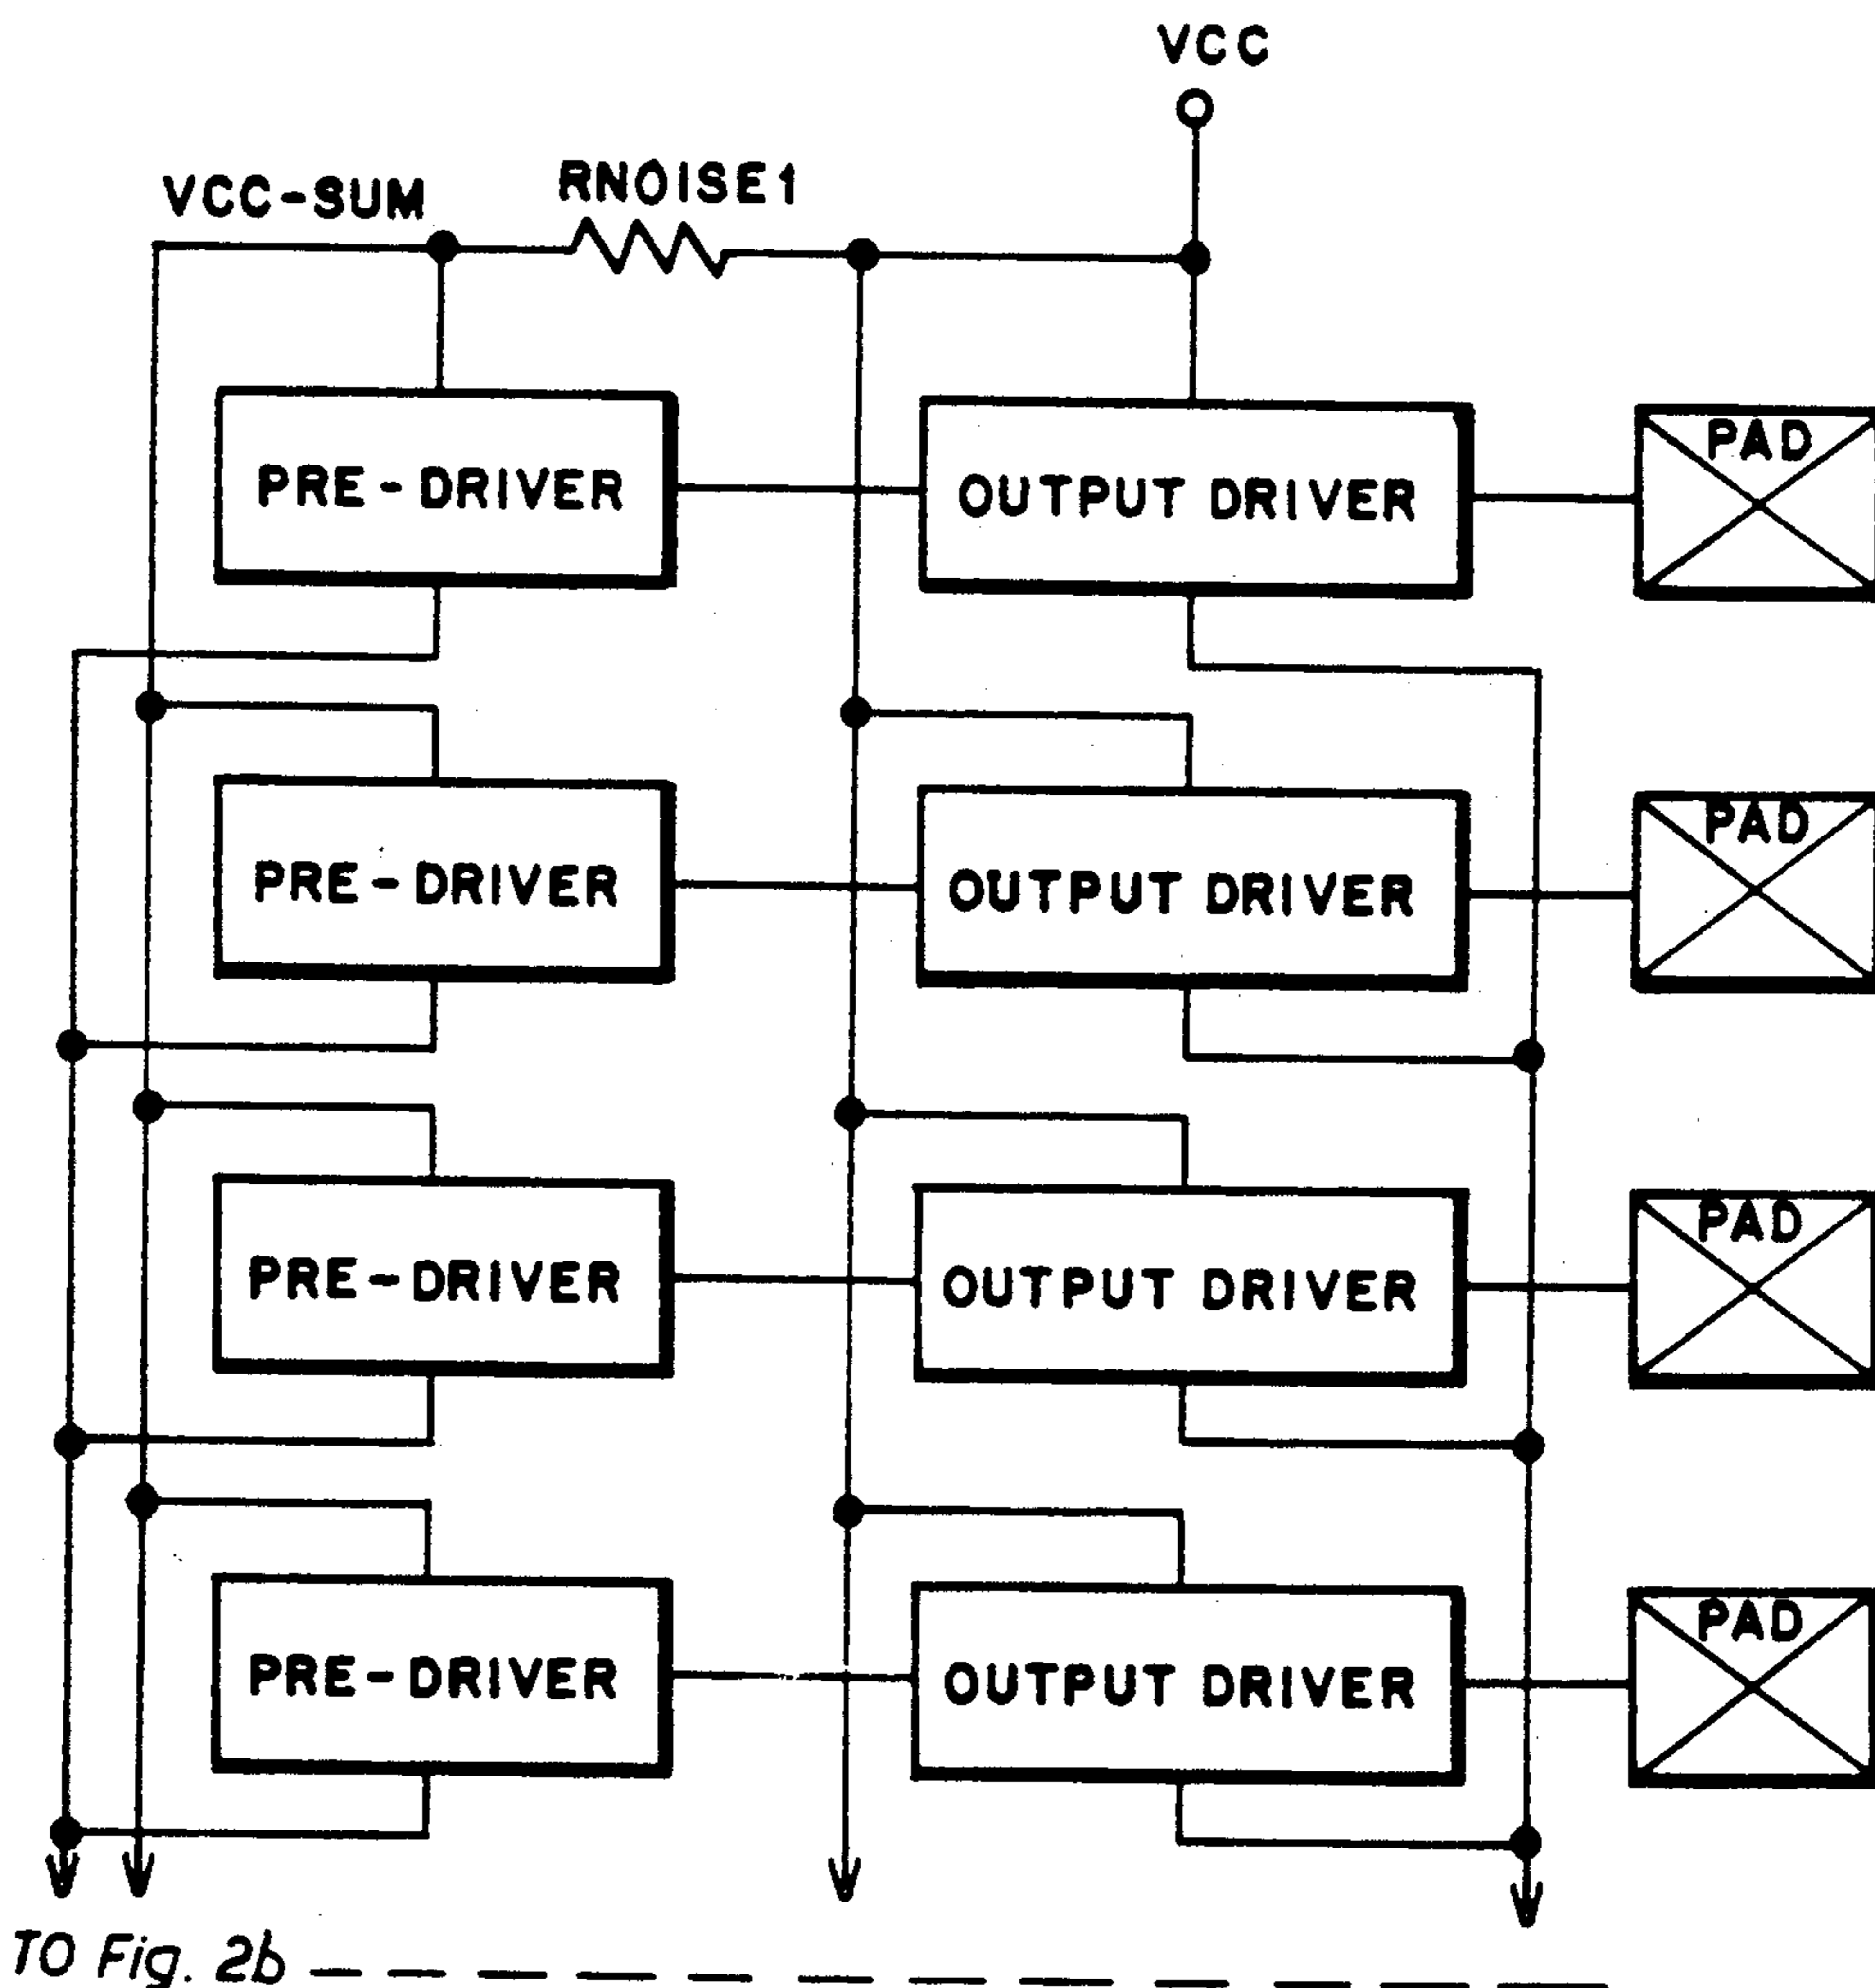 VCC
VCC-SUM
RNOISE1
PRE-DRIVER
OUTPUT DRIVER
PAD
PRE-DRIVER
OUTPUT DRIVER
PAD
PRE-DRIVER
OUTPUT DRIVER
PAD
PRE-DRIVER
OUTPUT DRIVER
PAD
TO Fig. 2b